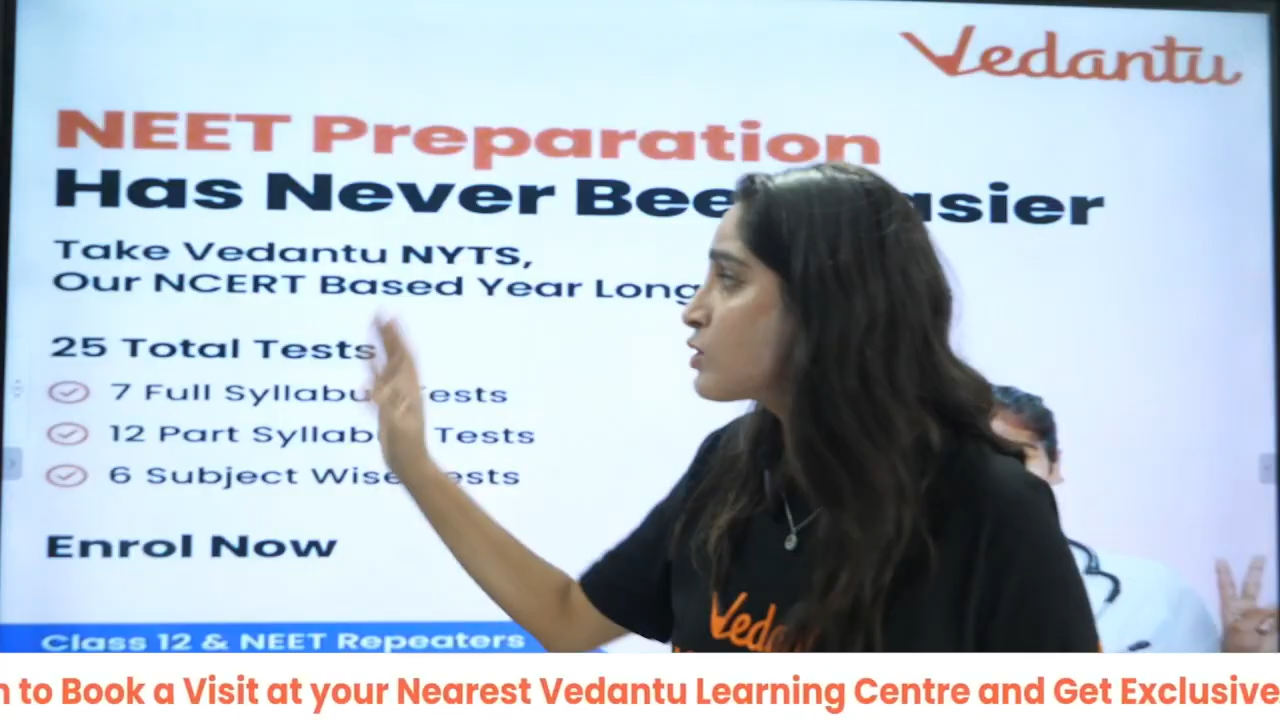 Vedantu
NEET Preparation
Has Never Bee asier
Take Vedantu NYTS,
Our NCERT Based Year Long
25 Total Tests
7 Full Syllabu ests
12 Part Syllab Tests
6 Subject Wise ests
Enrol Now
Class 12 & NEET Repeaters
Veda
n to Book a Visit at your Nearest Vedantu Learning Centre and Get Exclusive